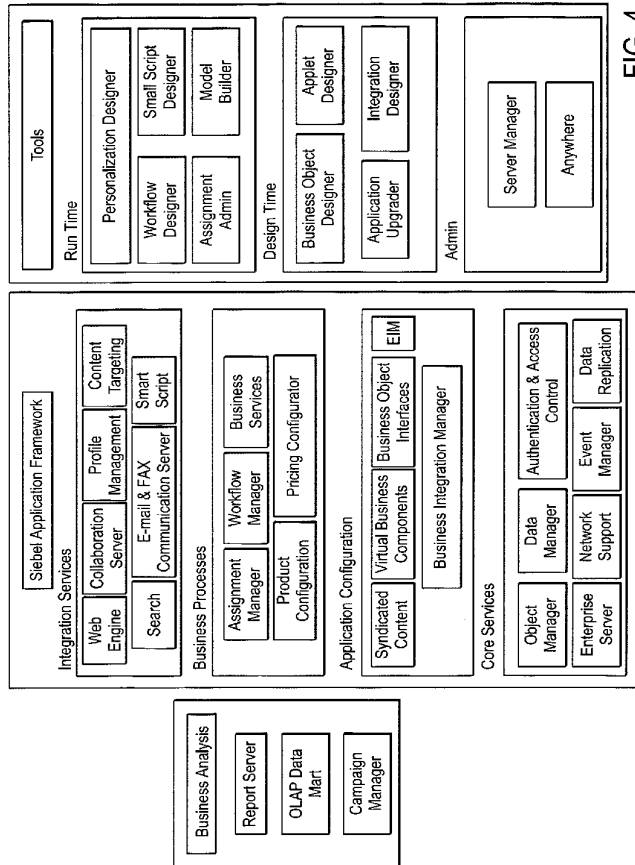 Business Analysis
Report Server
OLAP Data
Mart
Campaign
Manager
Siebel Application Framework
Integration Services
Web
Engine
Collaboration
Server
Profile
Management
Content
Targeting
Search
E-mail & FAX
Communication Server
Smart
Script
Business Processes
Assignment
Manager
Workflow
Manager
Business
Services
Product
Configuration
Pricing Configurator
Application Configuration
Syndicated
Content
Virtual Business
Components
Business Object
Interfaces
EIM
Business Integration Manager
Core Services
Object
Manager
Data
Manager
Authentication & Access
Control
Enterprise
Server
Network
Support
Event
Manager
Data
Replication
Tools
Run Time
Personalization Designer
Workflow
Designer
Small Script
Designer
Assignment
Admin
Model
Builder
Design Time
Business Object
Designer
Applet
Designer
Application
Upgrader
Integration
Designer
Admin
Server Manager
Anywhere
FIG. 4